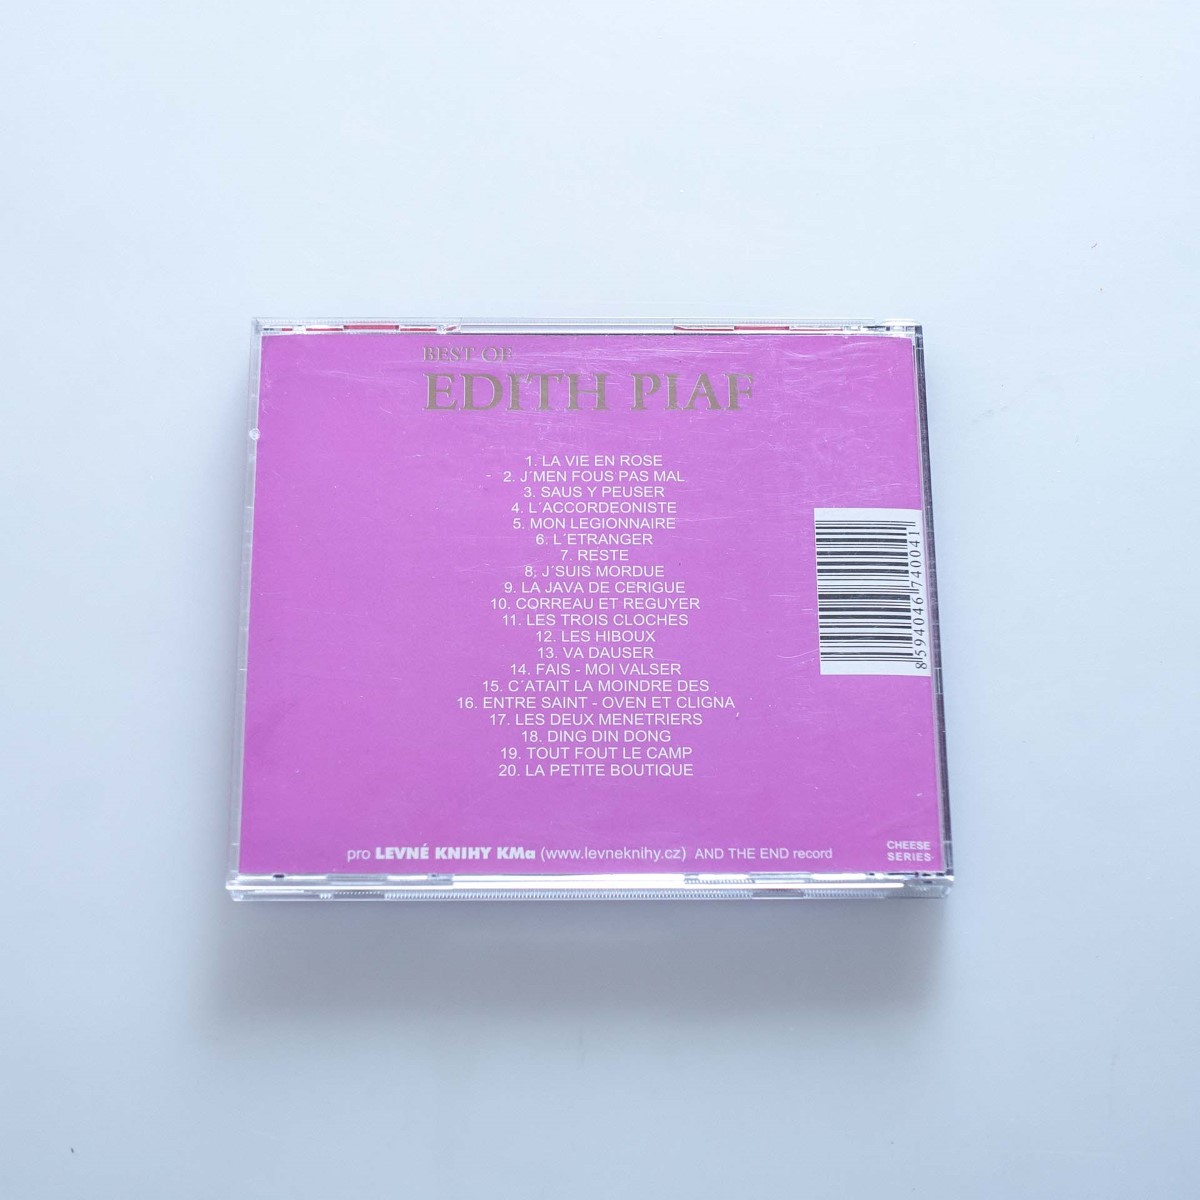 BEST OF
EDITH PIAF
1. LA VIE EN ROSE
2. J´MEN FOUS PAS MAL
3. SAUS Y PEUSER
4. L´ACCORDEONISTE
5. MON LEGIONNAIRE
6. L´ETRANGER
7. RESTE
8. J´SUIS MORDUE
9. LA JAVA DE CERIGUE
10. CORREAU ET REGUYER
11. LES TROIS CLOCHES
12. LES HIBOUX
13. VA DAUSER
14. FAIS - MOI VALSER
15. C´ATAIT LA MOINDRE DES
16. ENTRE SAINT - OVEN ET CLIGNA
17. LES DEUX MENETRIERS
18. DING DIN DONG
19. TOUT FOUT LE CAMP
20. LA PETITE BOUTIQUE
8 594046 740041
pro LEVNÉ KNIHY KMa (www.levneknihy.cz) AND THE END record
CHEESE
SERIES